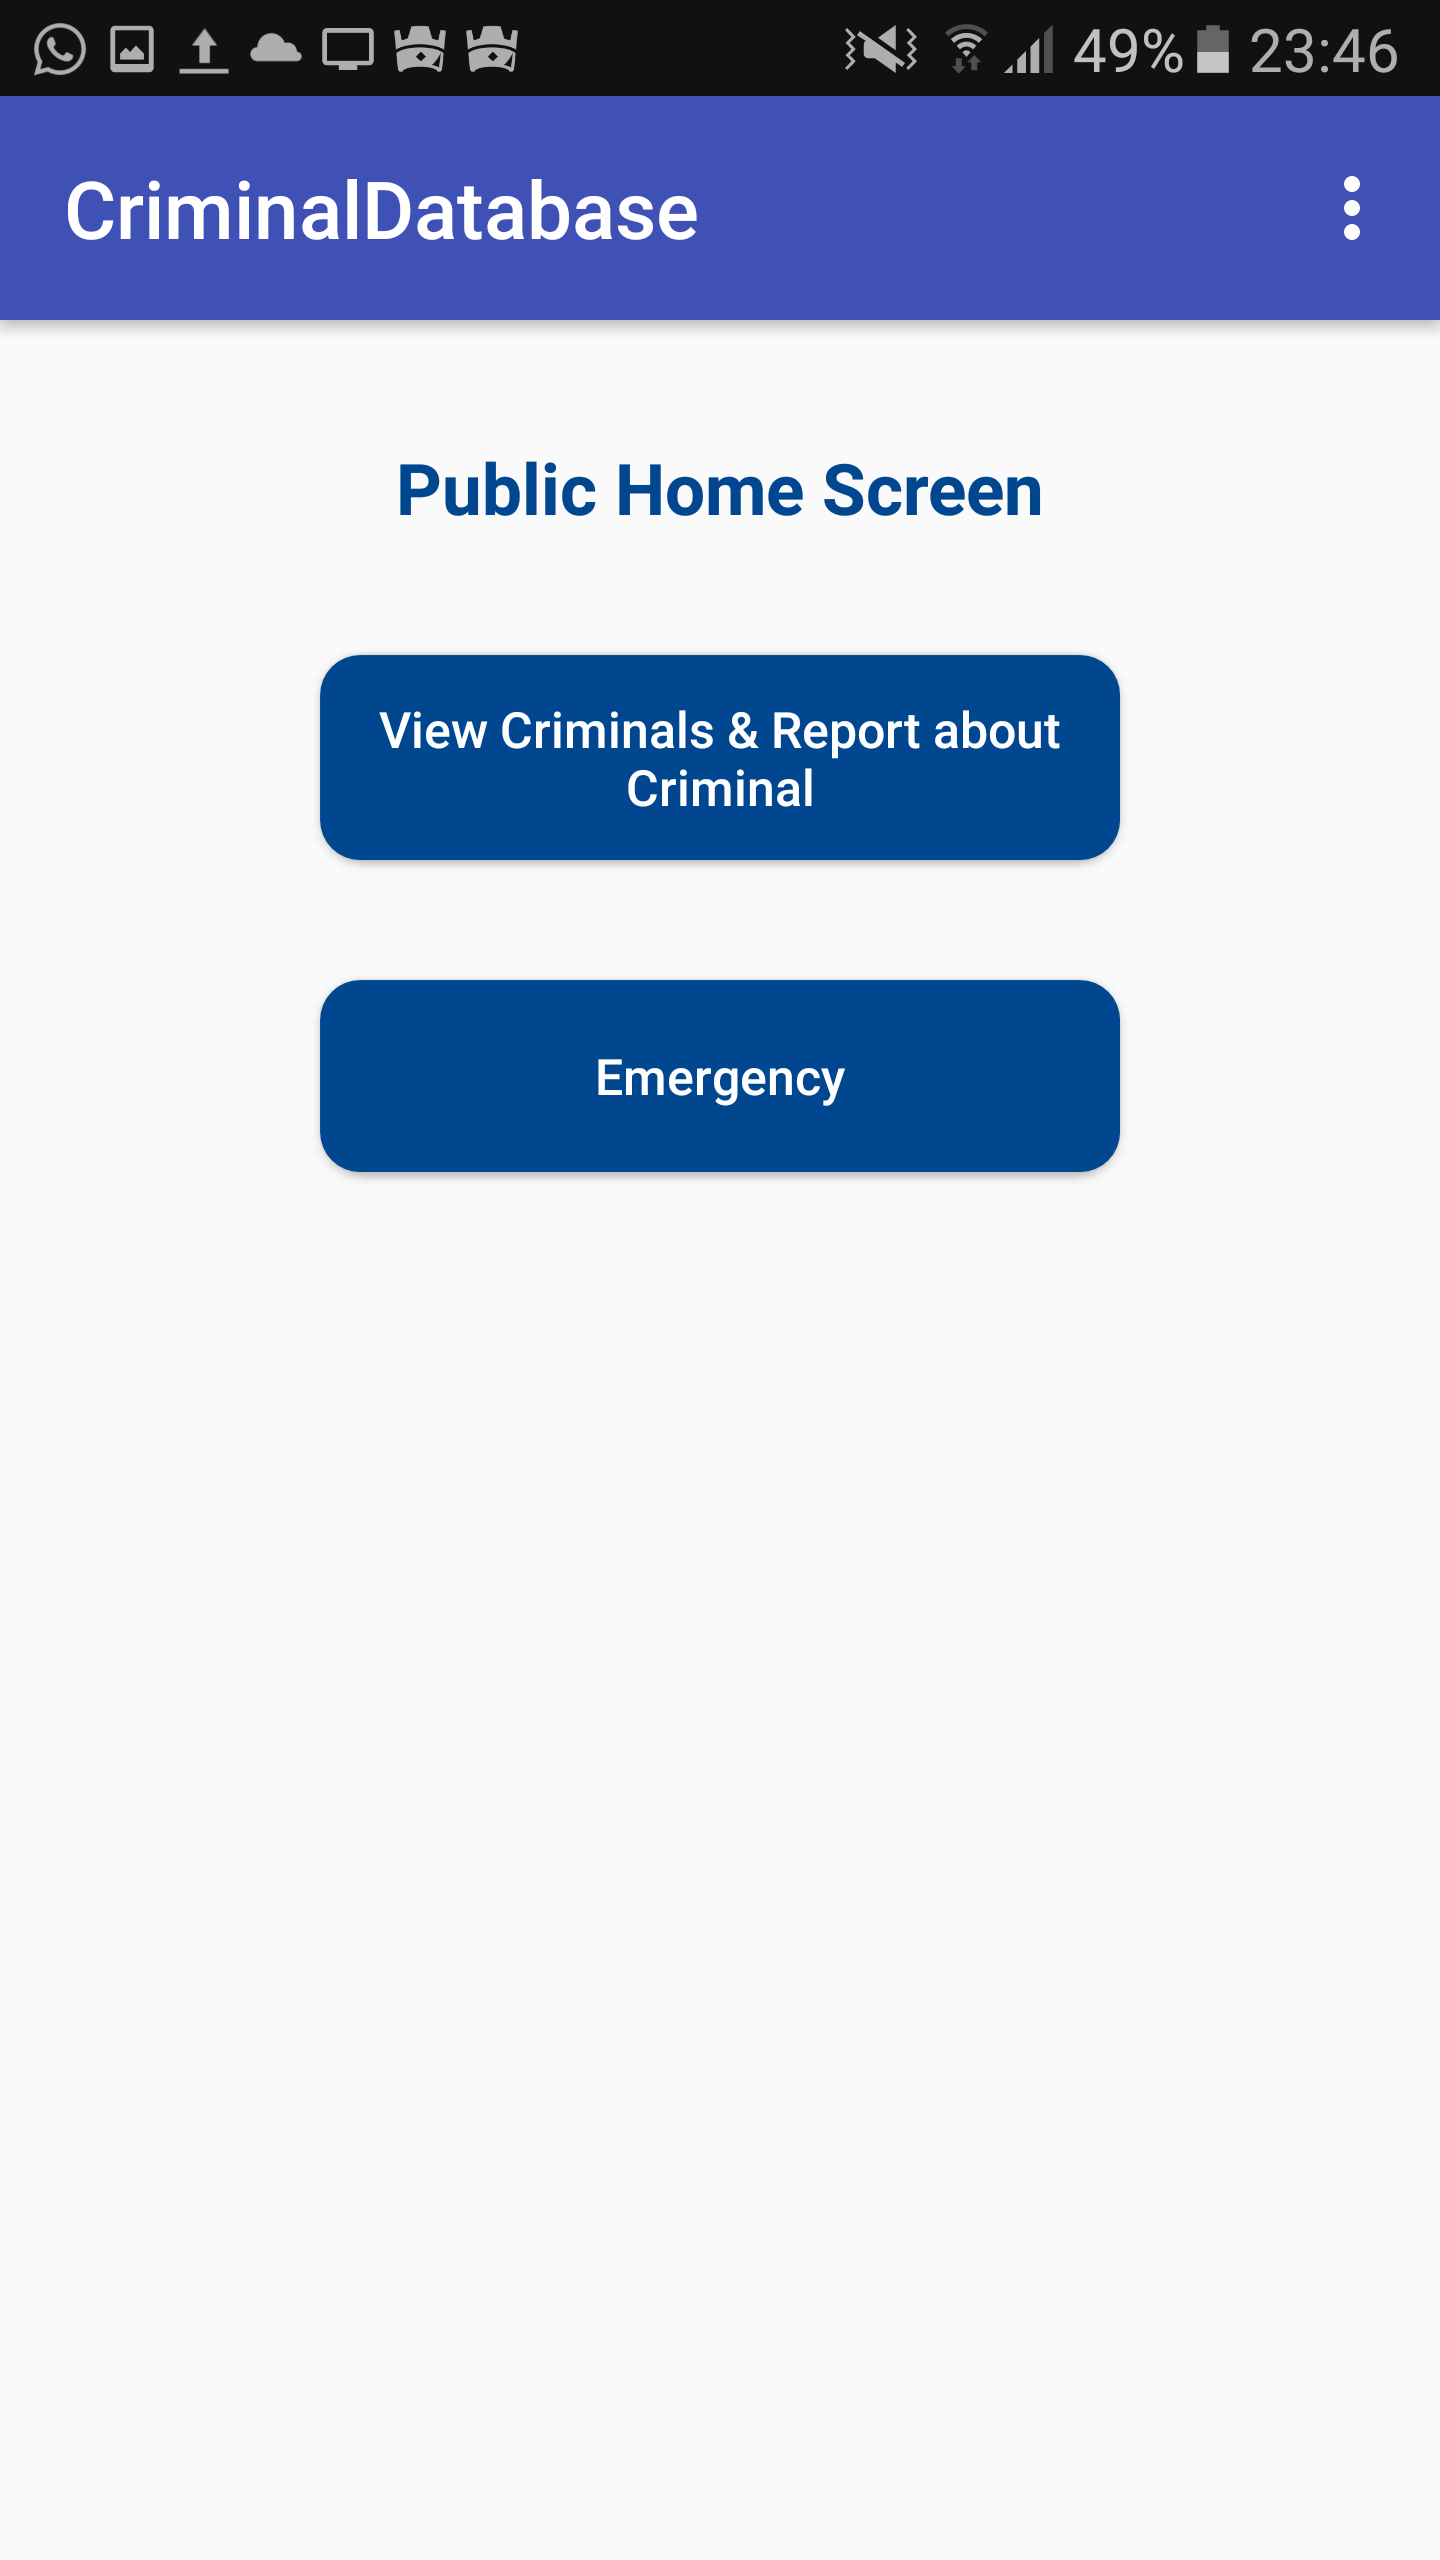 49% 23:46
CriminalDatabase
Public Home Screen
View Criminals & Report about
Criminal
Emergency